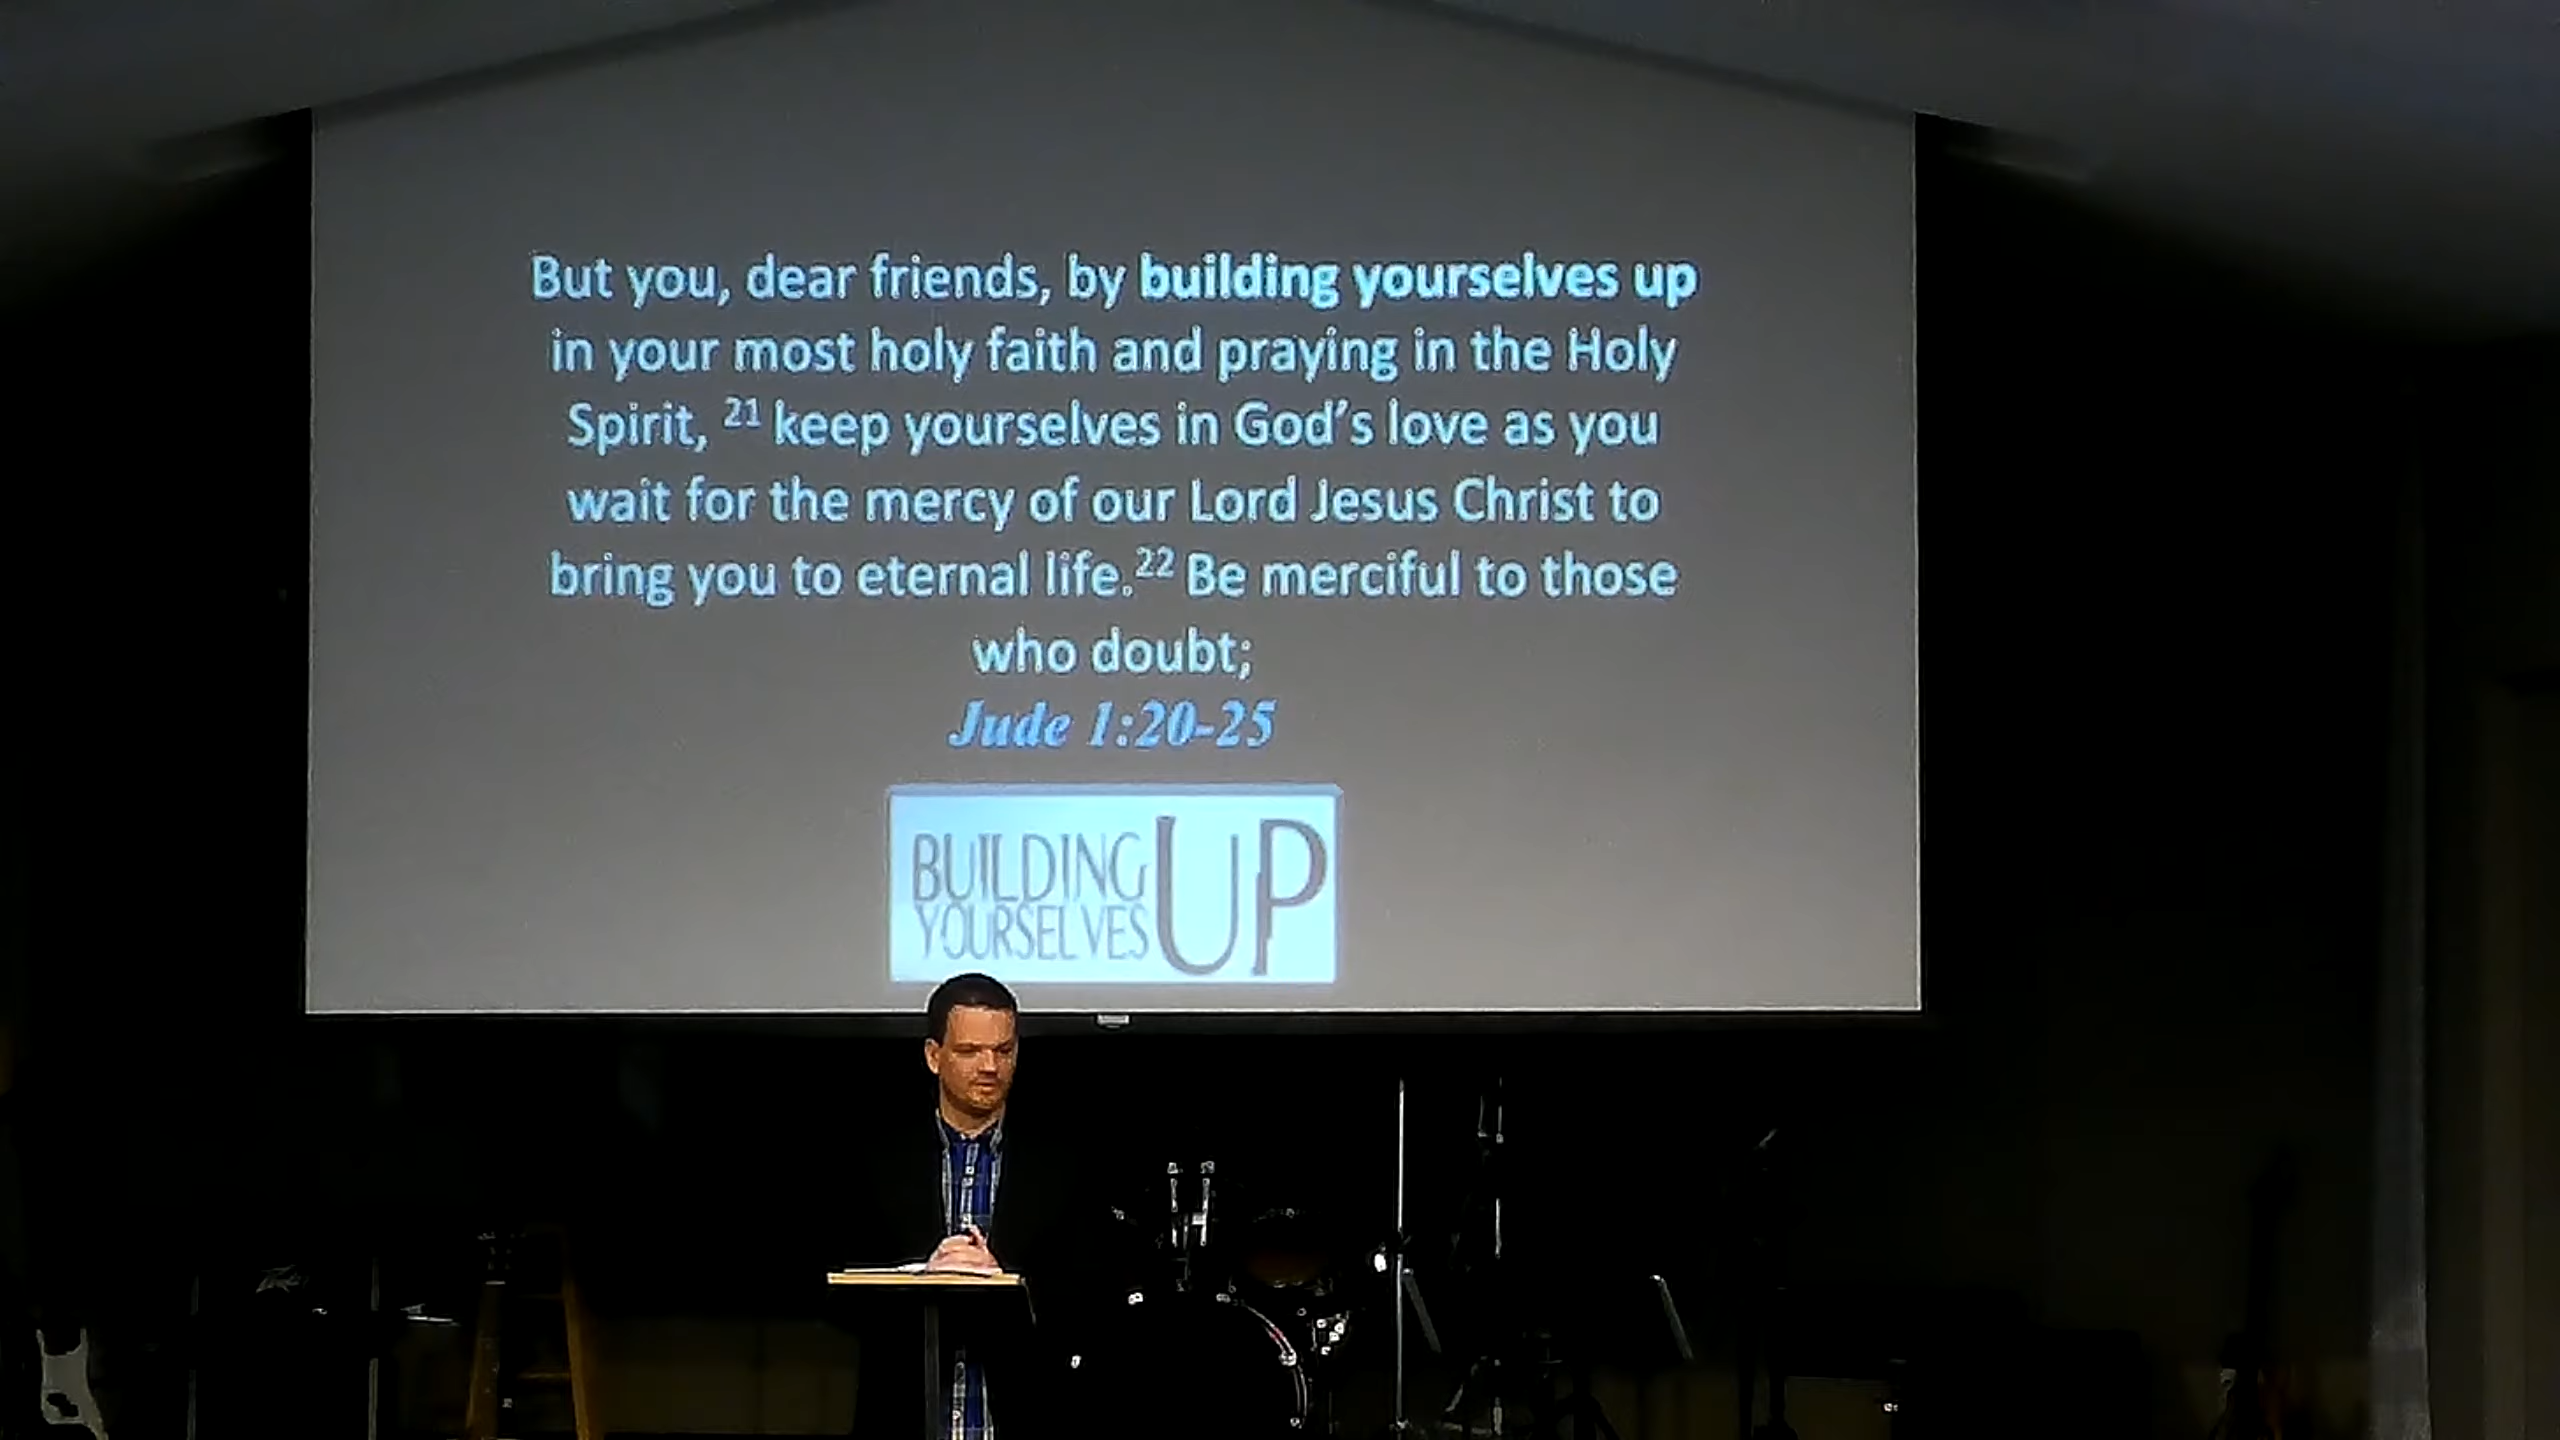 But you, dear friends, by building yourselves up
in your most holy faith and praying in the Holy
Spirit, 21 keep yourselves in God's love as you
wait for the mercy of our Lord Jesus Christ to
bring you to eternal life.22 Be merciful to those
who doubt;
Jude 1:20-25
BUILDING
YOURSELVES
UP